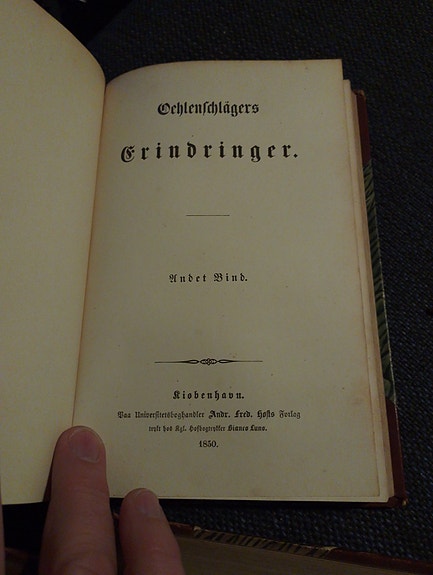 Oehlenschlägers
Erindringer.
Andet Bind.
Kiøbenhavn.
Paa Universitetsboghandler Andr. Fred. Høsts Forlag
trykt hos Kgl. Hofbogtrykker Bianco Luno.
1850.